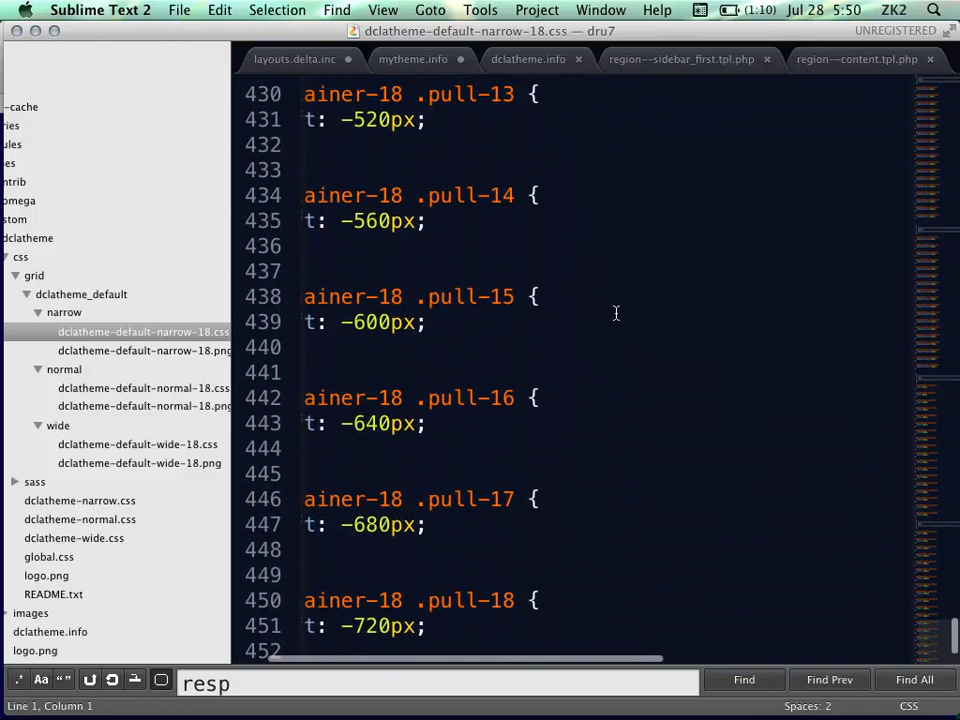 Sublime Text 2 File Edit Selection Find View Goto Tools Project Window Help (1:10) Jul 28 5:50 ZK2
dclatheme-default-narrow-18.css — dru7 UNREGISTERED
layouts.delta.inc mytheme.info dclatheme.info region--sidebar_first.tpl.php region--content.tpl.php
-cache
ries
ules
nes
ntrib
omega
stom
dclatheme
css
grid
dclatheme_default
narrow
dclatheme-default-narrow-18.css
dclatheme-default-narrow-18.png
normal
dclatheme-default-normal-18.css
dclatheme-default-normal-18.png
wide
dclatheme-default-wide-18.css
dclatheme-default-wide-18.png
sass
dclatheme-narrow.css
dclatheme-normal.css
dclatheme-wide.css
global.css
logo.png
README.txt
images
dclatheme.info
logo.png
430 ainer-18 .pull-13 {
431 t: -520px;
432
433
434 ainer-18 .pull-14 {
435 t: -560px;
436
437
438 ainer-18 .pull-15 {
439 t: -600px;
440
441
442 ainer-18 .pull-16 {
443 t: -640px;
444
445
446 ainer-18 .pull-17 {
447 t: -680px;
448
449
450 ainer-18 .pull-18 {
451 t: -720px;
452
.* Aa “” resp Find Find Prev Find All
Line 1, Column 1 Spaces: 2 CSS